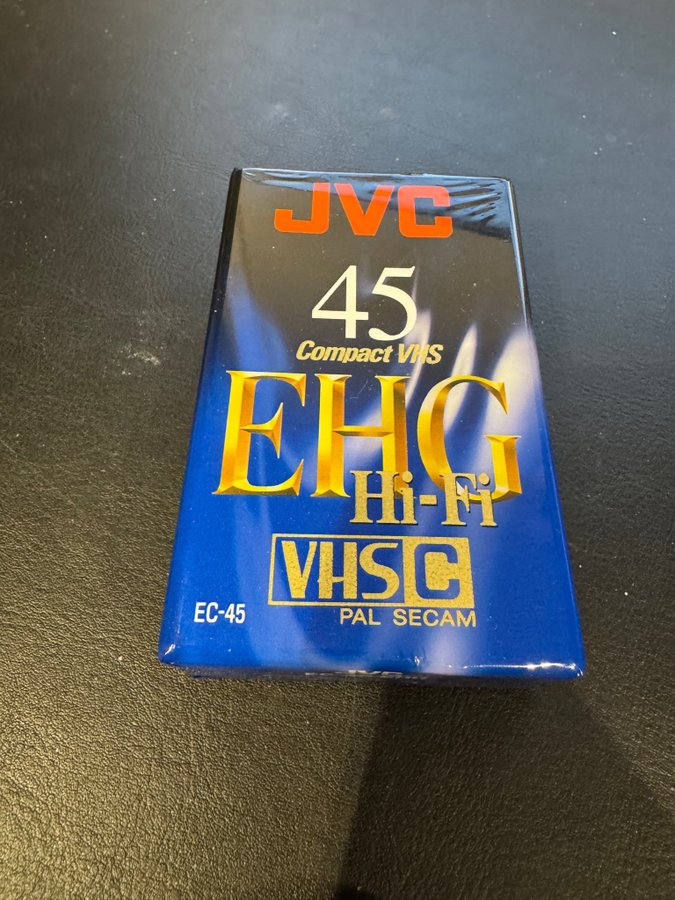 JVC
45
Compact VHS
EHG
Hi-Fi
VHS C
PAL SECAM
EC-45